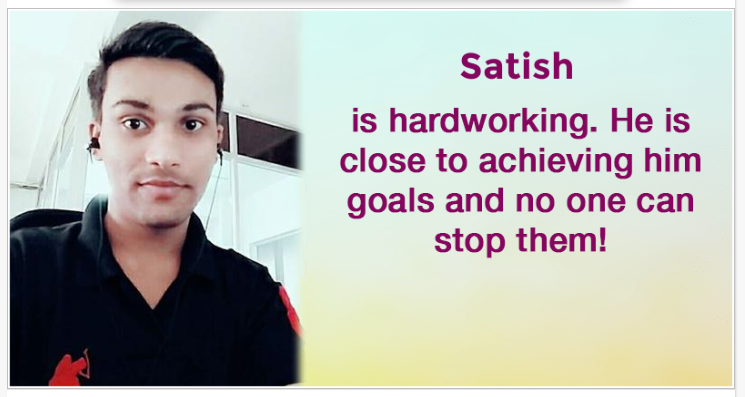 Satish
is hardworking. He is
close to achieving him
goals and no one can
stop them!